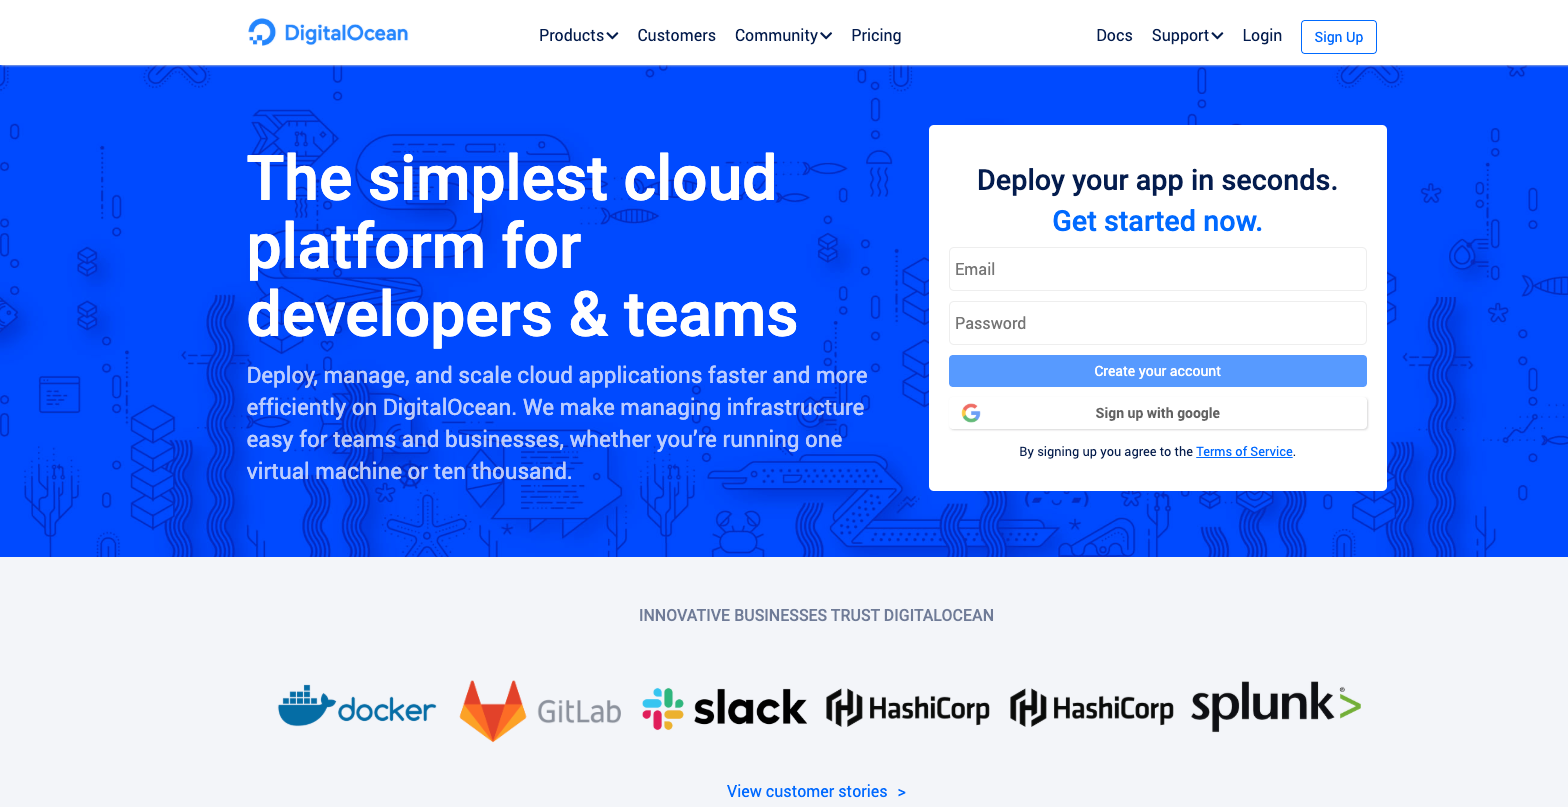 DigitalOcean
Products Customers Community Pricing
Docs Support Login Sign Up
The simplest cloud
platform for
developers & teams
Deploy, manage, and scale cloud applications faster and more
efficiently on DigitalOcean. We make managing infrastructure
easy for teams and businesses, whether you’re running one
virtual machine or ten thousand.
Deploy your app in seconds.
Get started now.
Email
Password
Create your account
G Sign up with google
By signing up you agree to the Terms of Service.
INNOVATIVE BUSINESSES TRUST DIGITALOCEAN
docker GitLab slack HashiCorp HashiCorp splunk>®
View customer stories >